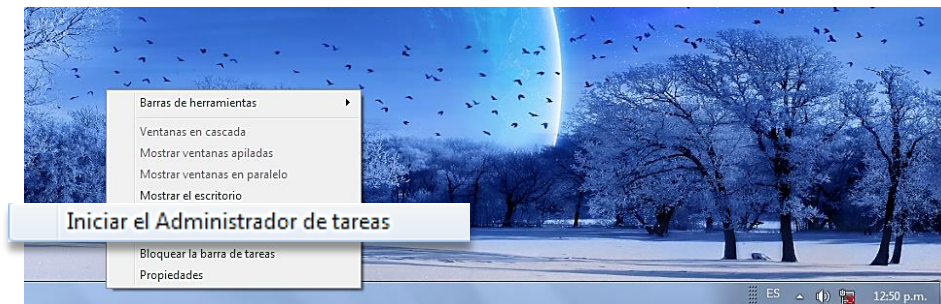 Barras de herramientas
Ventanas en cascada
Mostrar ventanas apiladas
Mostrar ventanas en paralelo
Mostrar el escritorio
Iniciar el Administrador de tareas
Bloquear la barra de tareas
Propiedades
ES 12:50 p.m.